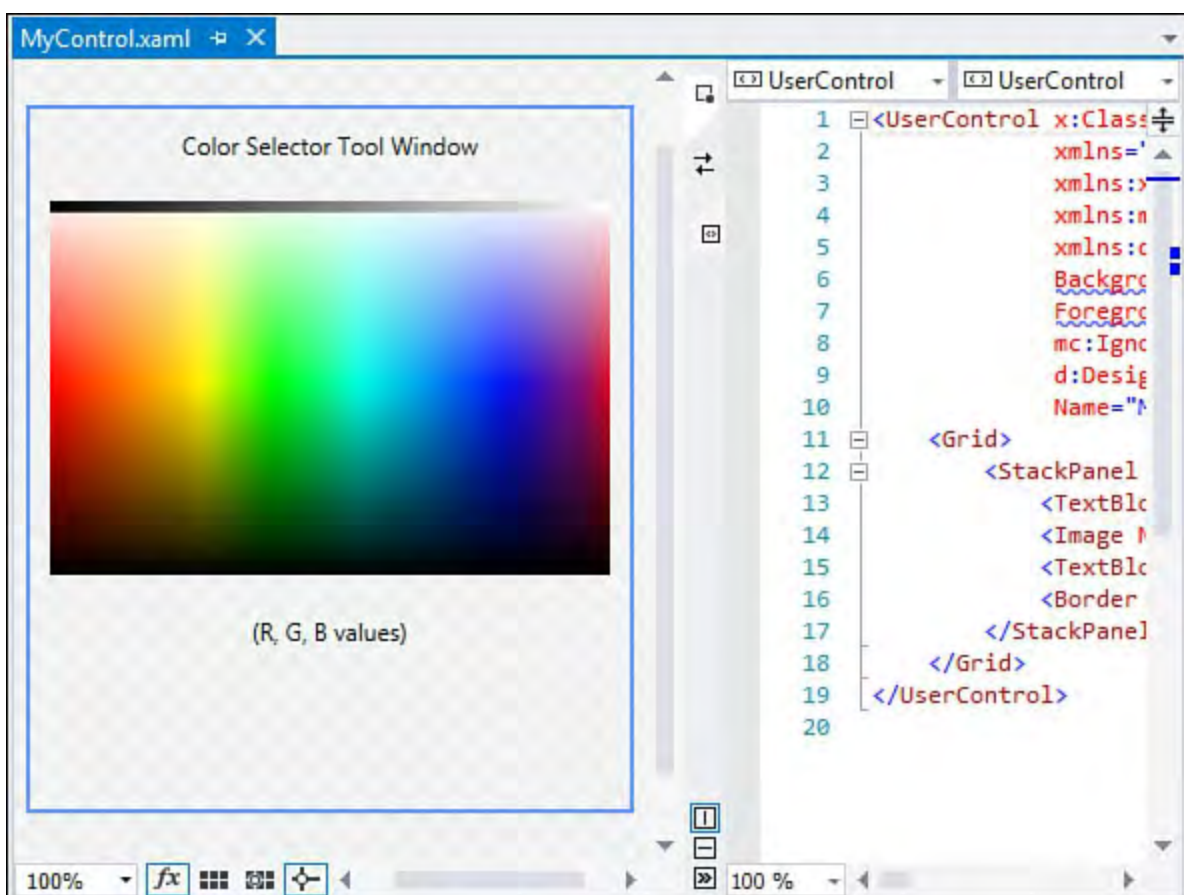 MyControl.xaml
Color Selector Tool Window
(R, G, B values)
100%
fx
UserControl UserControl
1 <UserControl x:Class
2 xmlns='
3 xmlns:x
4 xmlns:m
5 xmlns:d
6 Backgro
7 Foregro
8 mc:Igno
9 d:Desig
10 Name="M
11 <Grid>
12 <StackPanel
13 <TextBlo
14 <Image N
15 <TextBlo
16 <Border
17 </StackPanel
18 </Grid>
19 </UserControl>
20
100 %